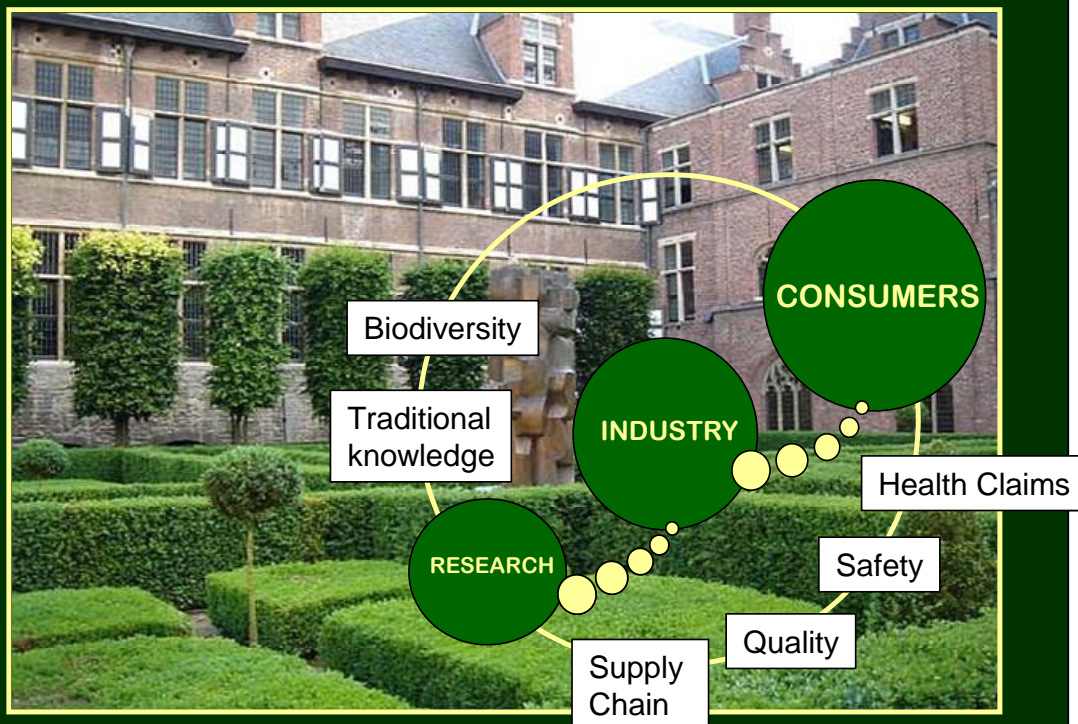 CONSUMERS
Biodiversity
Traditional
knowledge
INDUSTRY
Health Claims
RESEARCH
Safety
Quality
Supply
Chain